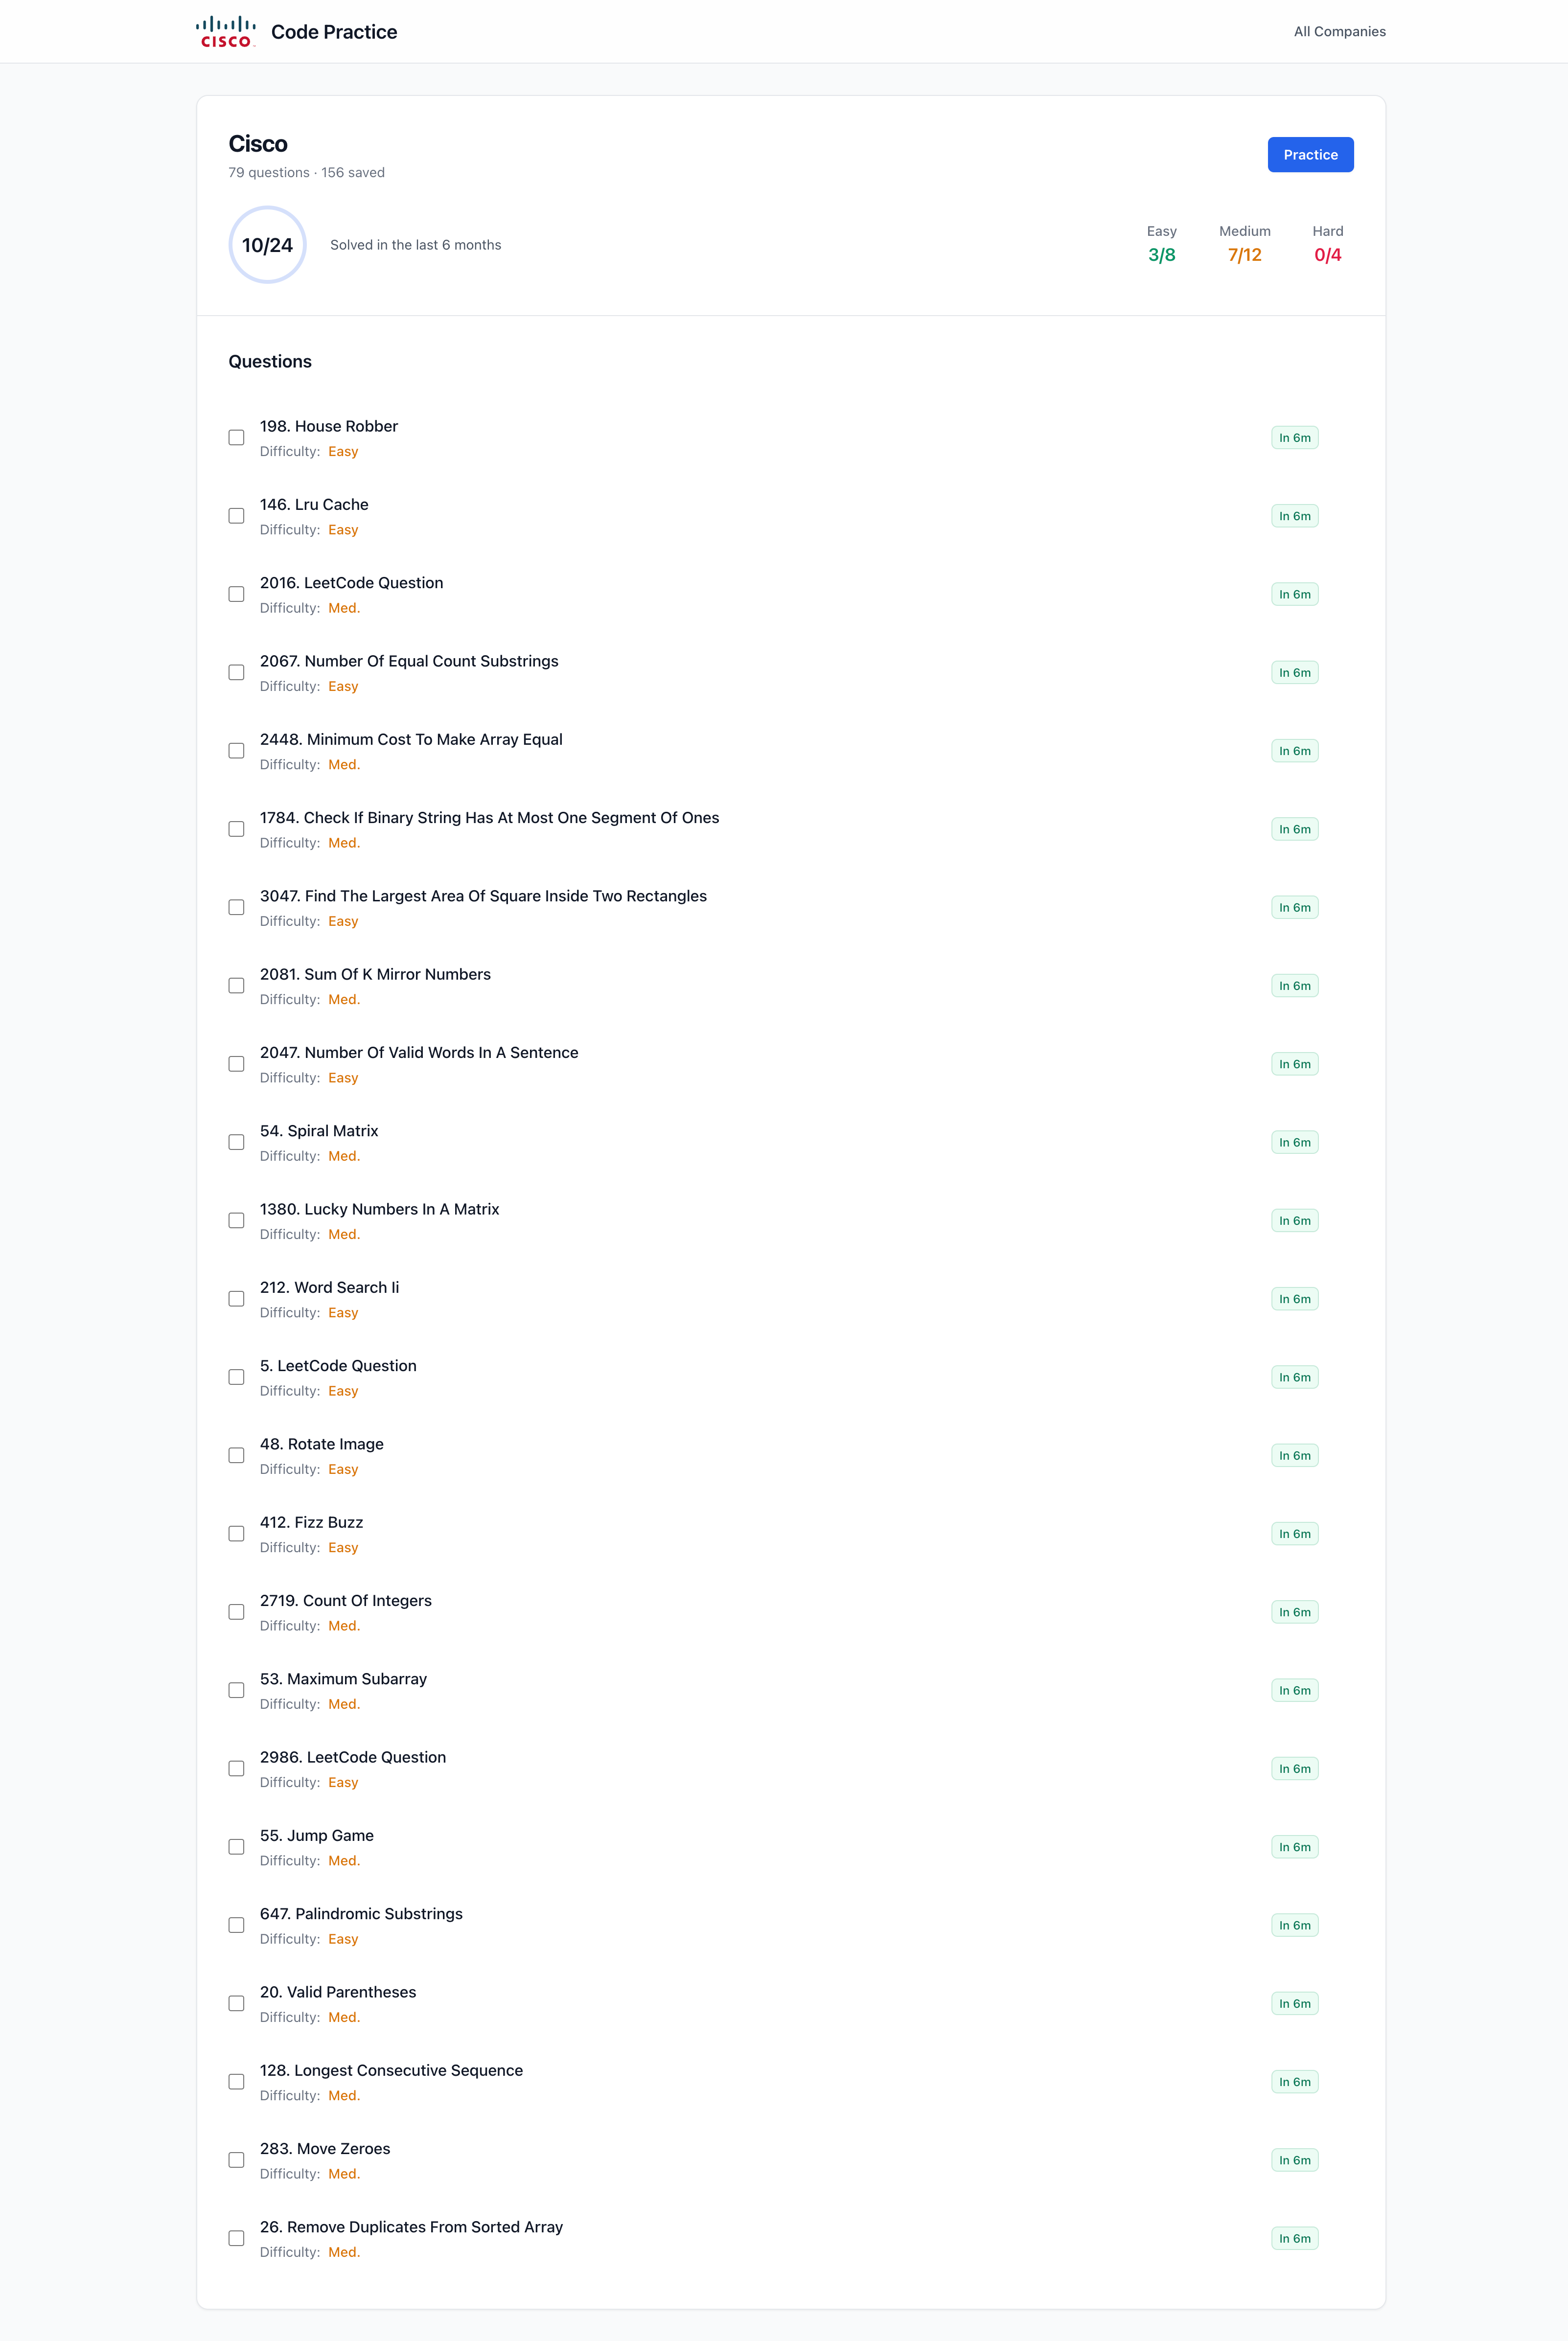 CISCO
Code Practice
All Companies
Cisco
79 questions · 156 saved
Practice
10/24
Solved in the last 6 months
Easy
3/8
Medium
7/12
Hard
0/4
Questions
198. House Robber
Difficulty: Easy
In 6m
146. Lru Cache
Difficulty: Easy
In 6m
2016. LeetCode Question
Difficulty: Med.
In 6m
2067. Number Of Equal Count Substrings
Difficulty: Easy
In 6m
2448. Minimum Cost To Make Array Equal
Difficulty: Med.
In 6m
1784. Check If Binary String Has At Most One Segment Of Ones
Difficulty: Med.
In 6m
3047. Find The Largest Area Of Square Inside Two Rectangles
Difficulty: Easy
In 6m
2081. Sum Of K Mirror Numbers
Difficulty: Med.
In 6m
2047. Number Of Valid Words In A Sentence
Difficulty: Easy
In 6m
54. Spiral Matrix
Difficulty: Med.
In 6m
1380. Lucky Numbers In A Matrix
Difficulty: Med.
In 6m
212. Word Search Ii
Difficulty: Easy
In 6m
5. LeetCode Question
Difficulty: Easy
In 6m
48. Rotate Image
Difficulty: Easy
In 6m
412. Fizz Buzz
Difficulty: Easy
In 6m
2719. Count Of Integers
Difficulty: Med.
In 6m
53. Maximum Subarray
Difficulty: Med.
In 6m
2986. LeetCode Question
Difficulty: Easy
In 6m
55. Jump Game
Difficulty: Med.
In 6m
647. Palindromic Substrings
Difficulty: Easy
In 6m
20. Valid Parentheses
Difficulty: Med.
In 6m
128. Longest Consecutive Sequence
Difficulty: Med.
In 6m
283. Move Zeroes
Difficulty: Med.
In 6m
26. Remove Duplicates From Sorted Array
Difficulty: Med.
In 6m